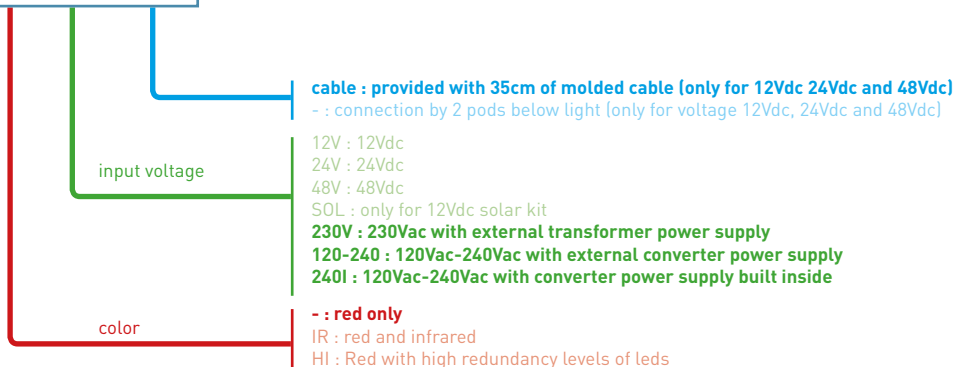 cable : provided with 35cm of molded cable (only for 12Vdc 24Vdc and 48Vdc)
- : connection by 2 pods below light (only for voltage 12Vdc, 24Vdc and 48Vdc)
input voltage
12V : 12Vdc
24V : 24Vdc
48V : 48Vdc
SOL : only for 12Vdc solar kit
230V : 230Vac with external transformer power supply
120-240 : 120Vac-240Vac with external converter power supply
240I : 120Vac-240Vac with converter power supply built inside
color
- : red only
IR : red and infrared
HI : Red with high redundancy levels of leds